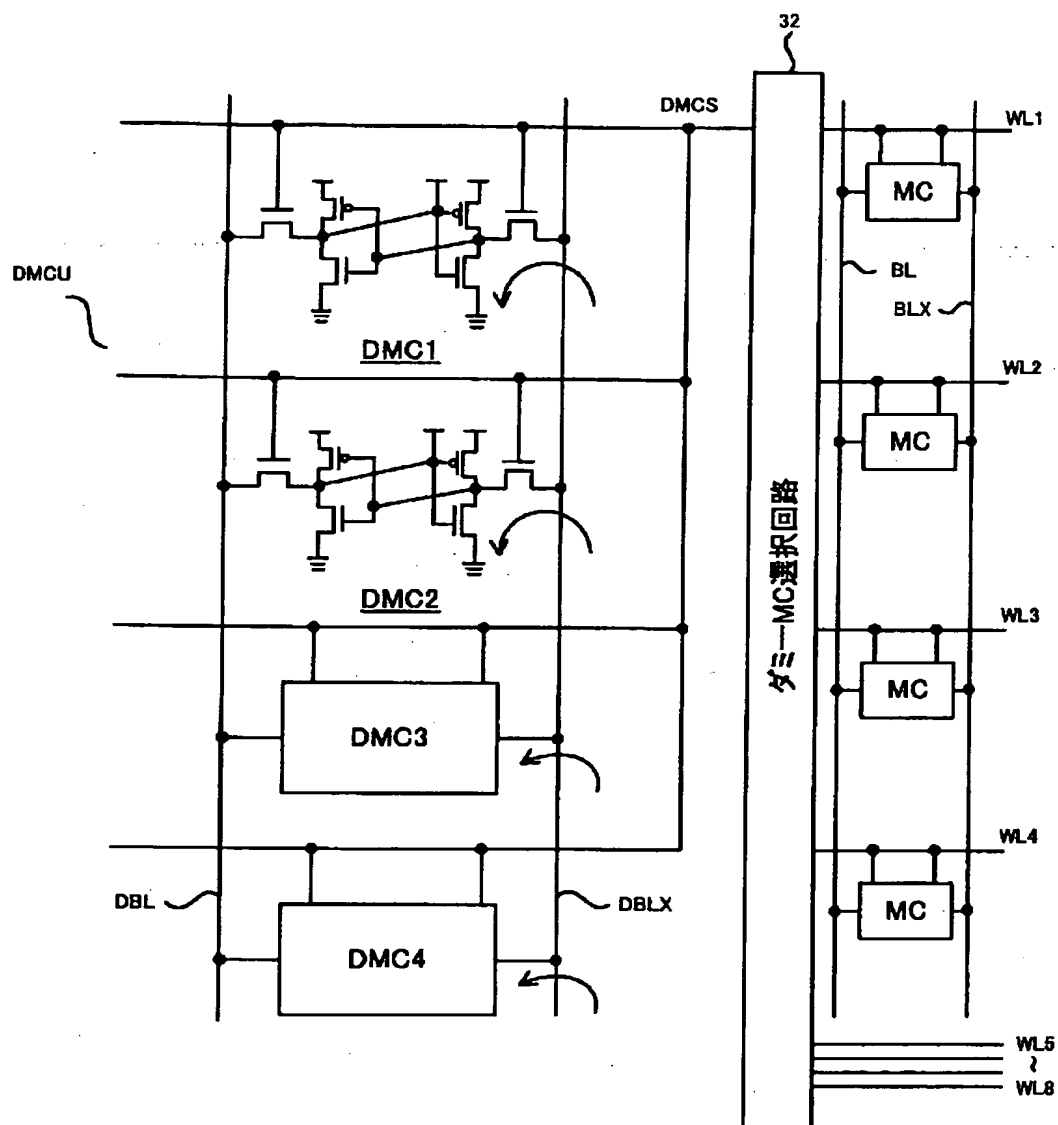 32
DMCS
WL1
MC
DMCU
BL
BLX
DMC1
WL2
MC
DMC2
ダミーMC選択回路
WL3
MC
DMC3
WL4
DBL
DBLX
MC
DMC4
WL5
~
WL8